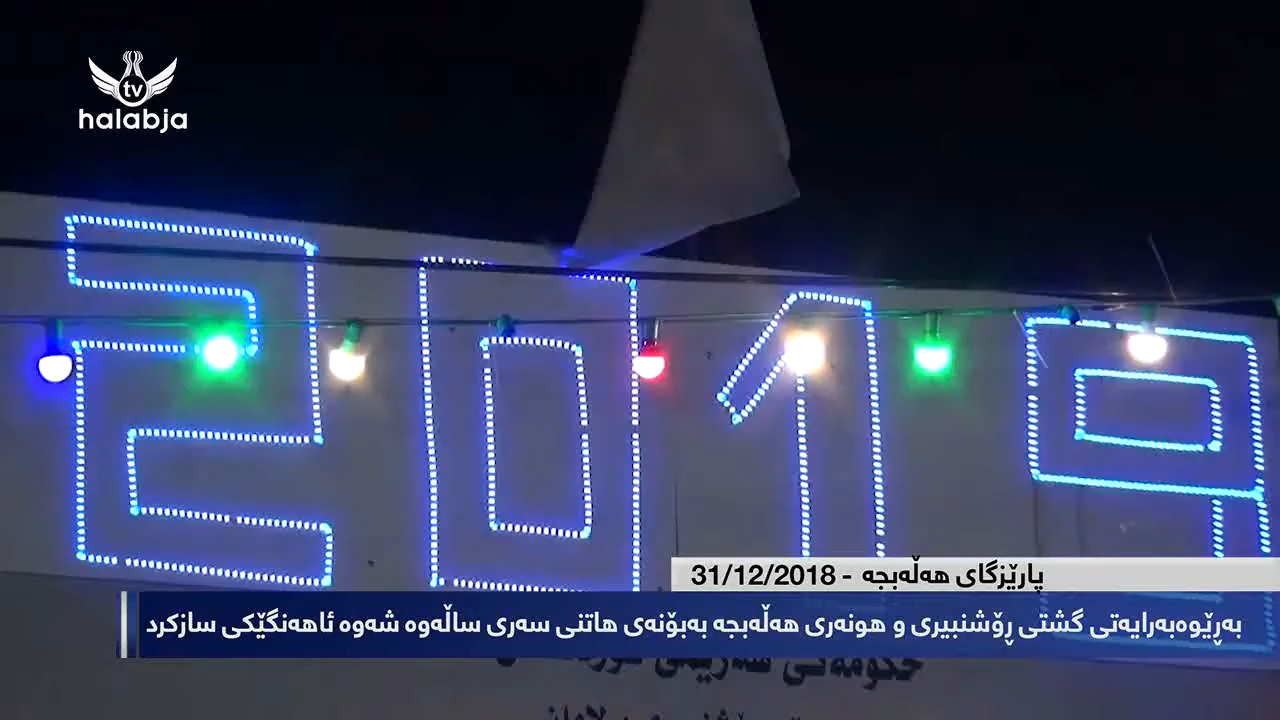 tv
halabja
2019
پارێزگای هەڵەبجە - 31/12/2018
بەڕێوەبەرایەتی گشتی ڕۆشنبیری و هونەری هەڵەبجە بەبۆنەی هاتنی سەری ساڵەوە شەوە ئاهەنگێکی سازکرد